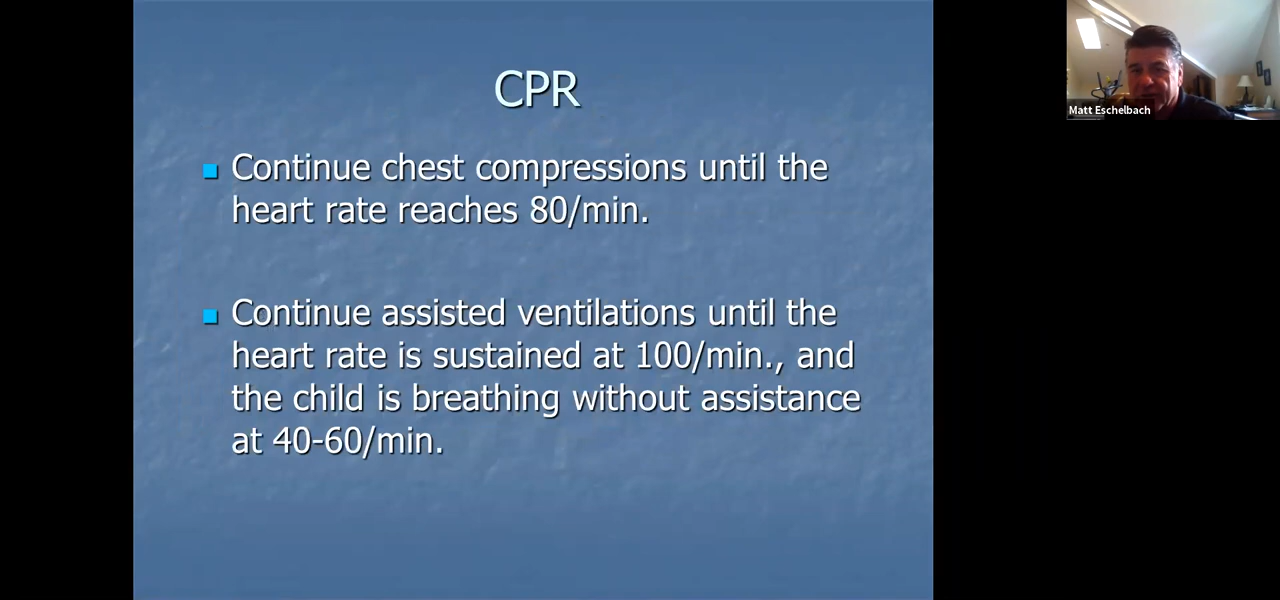 CPR
Continue chest compressions until the
heart rate reaches 80/min.
Continue assisted ventilations until the
heart rate is sustained at 100/min., and
the child is breathing without assistance
at 40-60/min.
Matt Eschelbach